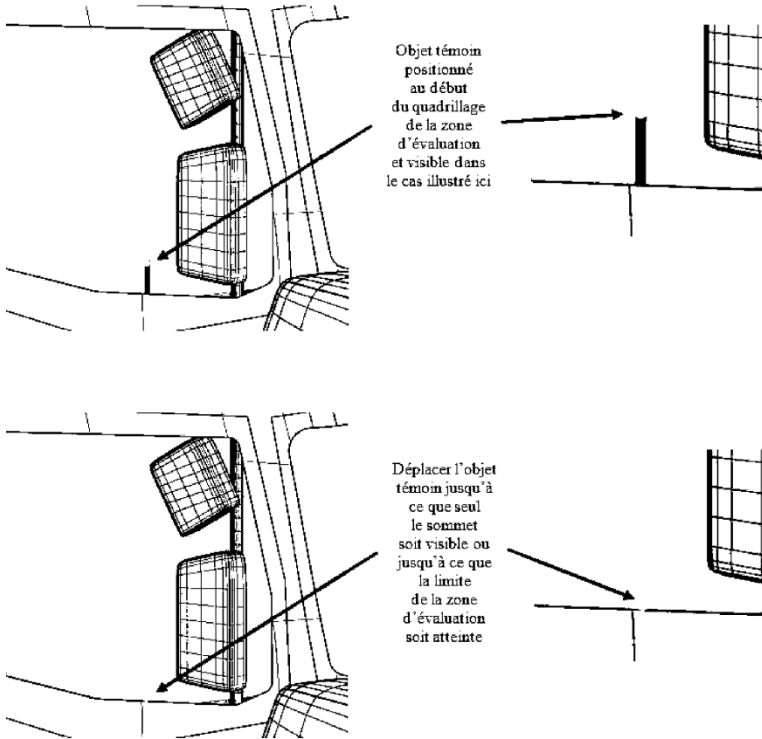 Objet témoin
positionné
au début
du quadrillage
de la zone
d’évaluation
et visible dans
le cas illustré ici
Déplacer l’objet
témoin jusqu’à
ce que seul
le sommet
soit visible ou
jusqu’à ce que
la limite
de la zone
d’évaluation
soit atteinte